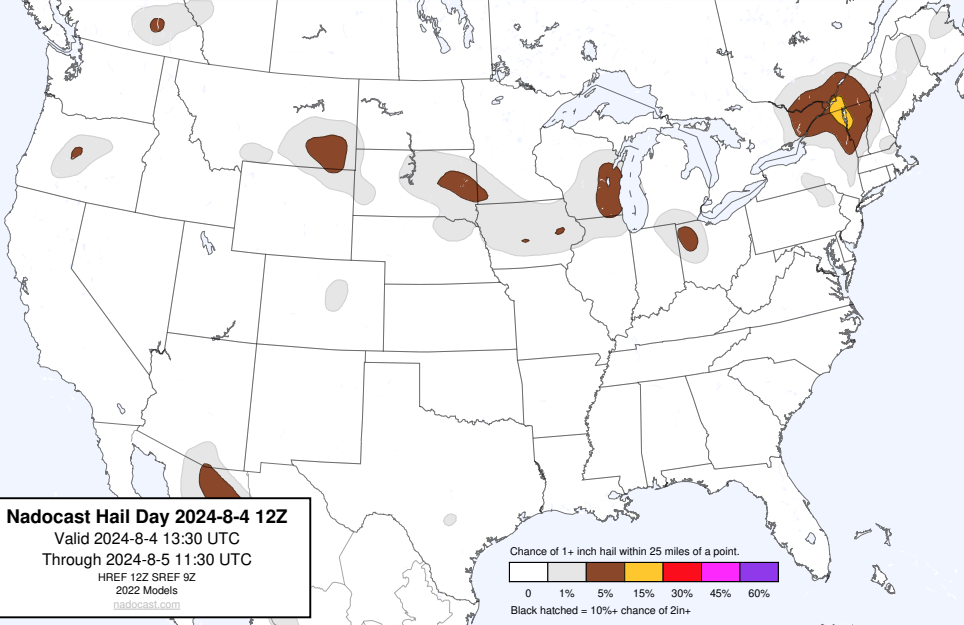 Nadocast Hail Day 2024-8-4 12Z
Valid 2024-8-4 13:30 UTC
Through 2024-8-5 11:30 UTC
HREF 12Z SREF 9Z
2022 Models
nadocast.com
Chance of 1+ inch hail within 25 miles of a point.
0 1% 5% 15% 30% 45% 60%
Black hatched = 10%+ chance of 2in+